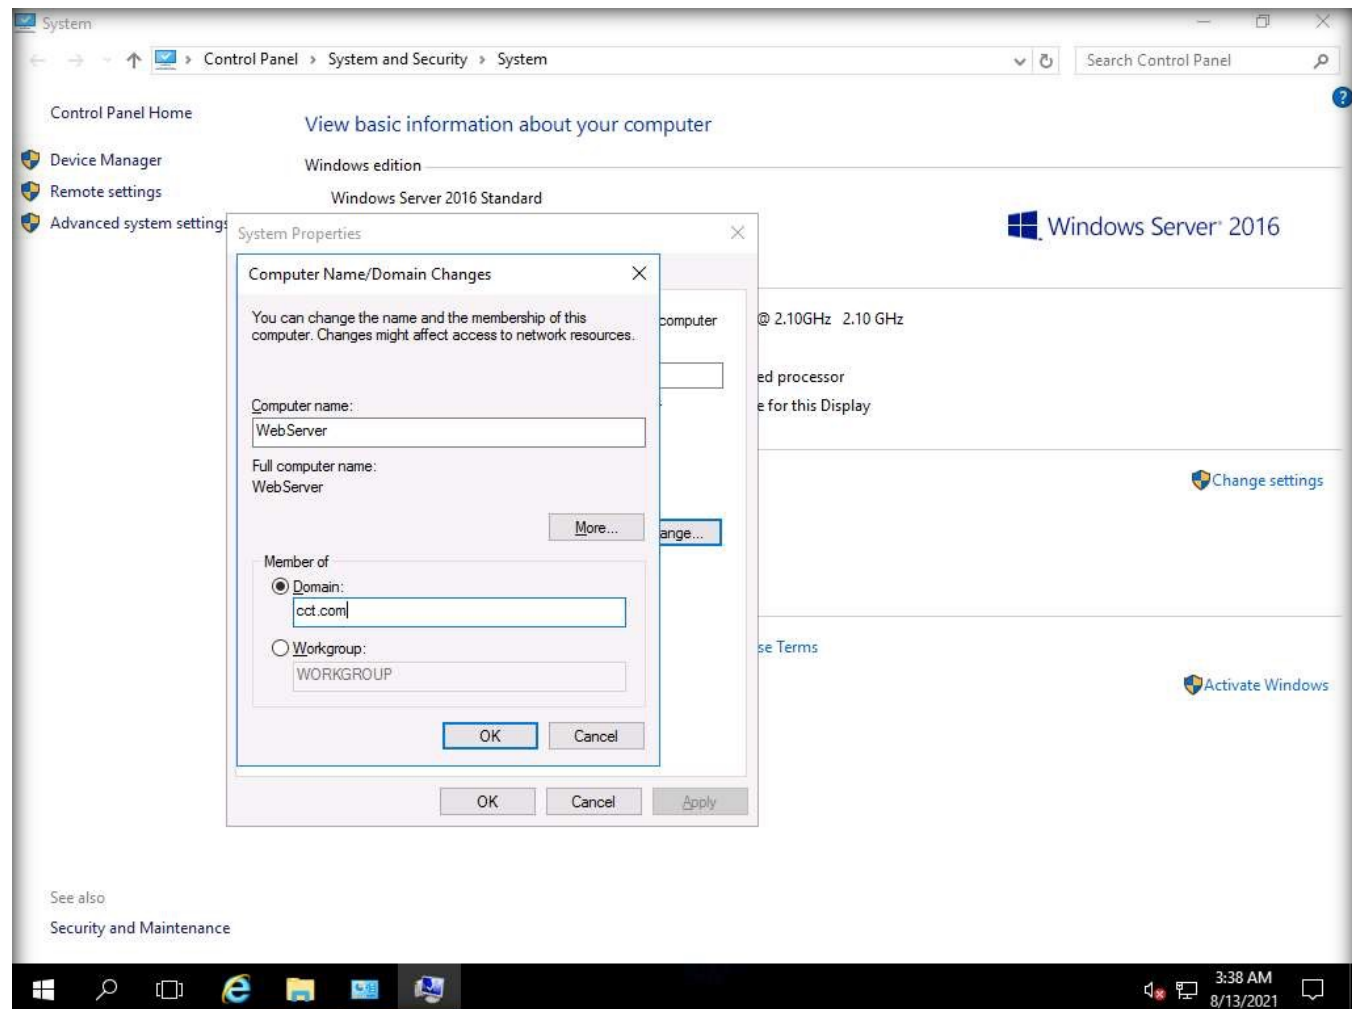 System
Control Panel > System and Security > System
Search Control Panel
Control Panel Home
View basic information about your computer
?
Device Manager
Windows edition
Remote settings
Windows Server 2016 Standard
Advanced system settings
Windows Server 2016
System Properties
Computer Name/Domain Changes
You can change the name and the membership of this
computer. Changes might affect access to network resources.
computer
@ 2.10GHz 2.10 GHz
ed processor
e for this Display
Computer name:
WebServer
Full computer name:
WebServer
Change settings
More...
ange...
Member of
Domain:
cct.com
Workgroup:
WORKGROUP
se Terms
Activate Windows
OK Cancel
OK Cancel Apply
See also
Security and Maintenance
3:38 AM
8/13/2021